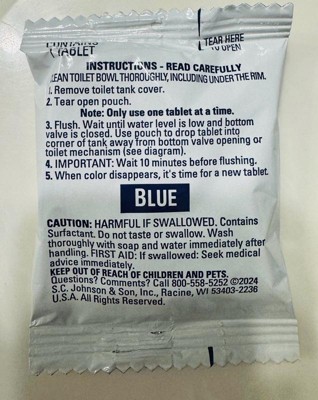 CONTAINS
1 TABLET
TEAR HERE
TO OPEN
INSTRUCTIONS - READ CAREFULLY
CLEAN TOILET BOWL THOROUGHLY, INCLUDING UNDER THE RIM.
1. Remove toilet tank cover.
2. Tear open pouch.
Note: Only use one tablet at a time.
3. Flush. Wait until water level is low and bottom
valve is closed. Use pouch to drop tablet into
corner of tank away from bottom valve opening or
toilet mechanism (see diagram).
4. IMPORTANT: Wait 10 minutes before flushing.
5. When color disappears, it's time for a new tablet.
BLUE
CAUTION: HARMFUL IF SWALLOWED. Contains
Surfactant. Do not taste or swallow. Wash
thoroughly with soap and water immediately after
handling. FIRST AID: If swallowed: Seek medical
advice immediately.
KEEP OUT OF REACH OF CHILDREN AND PETS.
Questions? Comments? Call 800-558-5252 ©2024
S.C. Johnson & Son, Inc., Racine, WI 53403-2236
U.S.A. All Rights Reserved.